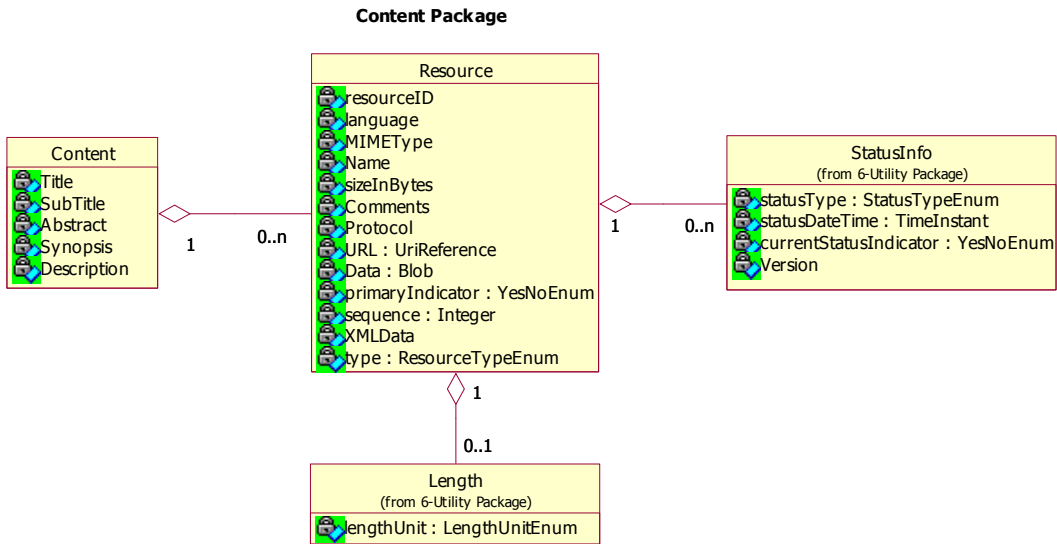 Content Package
Resource
resourceID
language
MIMEType
Name
sizeInBytes
Comments
Protocol
URL : UriReference
Data : Blob
primaryIndicator : YesNoEnum
sequence : Integer
XMLData
type : ResourceTypeEnum
Content
Title
SubTitle
Abstract
Synopsis
Description
1
0..n
StatusInfo
(from 6-Utility Package)
statusType : StatusTypeEnum
statusDateTime : TimeInstant
currentStatusIndicator : YesNoEnum
Version
1
0..n
1
0..1
Length
(from 6-Utility Package)
lengthUnit : LengthUnitEnum